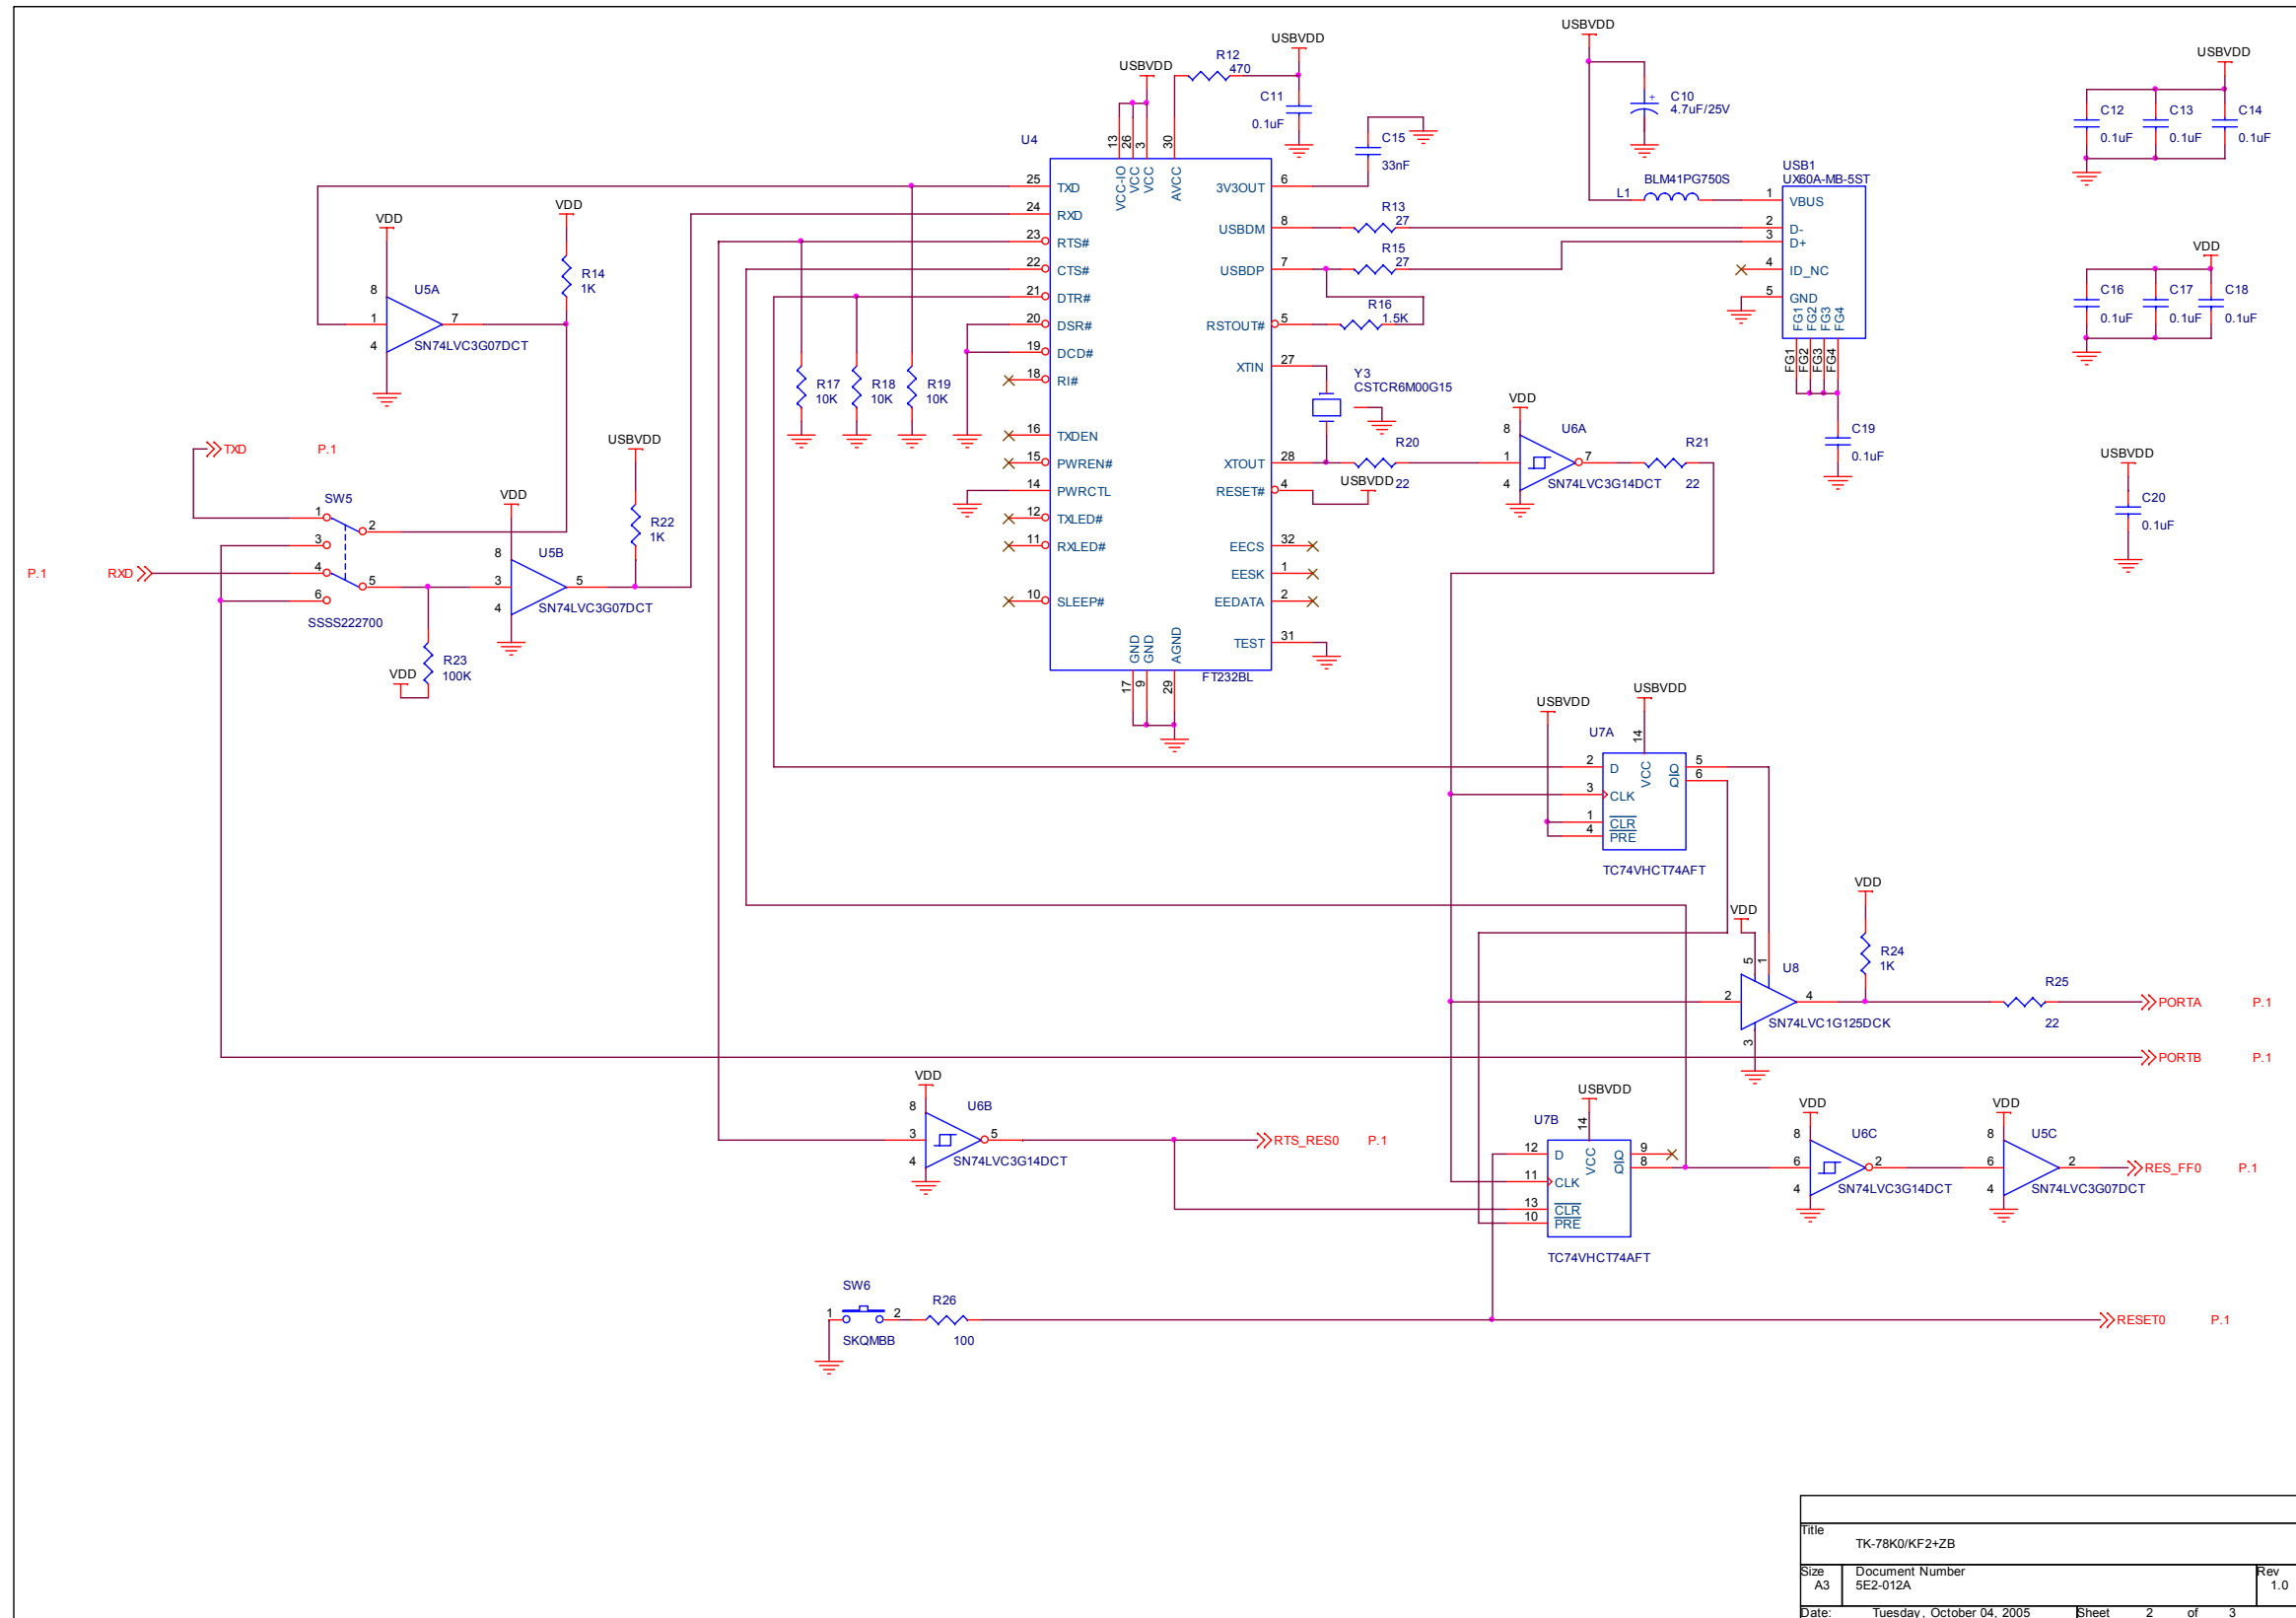 USBVDD
R12
470
USBVDD
C11
0.1uF
USBVDD
C10
4.7uF/25V
USBVDD
C12
0.1uF
C13
0.1uF
C14
0.1uF
C15
33nF
U4
13
26
3
30
VCC-IO
VCC
VCC
AVCC
25
TXD
24
RXD
23
RTS#
22
CTS#
21
DTR#
20
DSR#
19
DCD#
18
RI#
16
TXDEN
15
PWREN#
14
PWRCTL
12
TXLED#
11
RXLED#
10
SLEEP#
3V3OUT
6
USBDM
8
USBDP
7
RSTOUT#
5
XTIN
27
XTOUT
28
RESET#
4
EECS
32
EESK
1
EEDATA
2
TEST
31
GND
GND
AGND
17
9
29
FT232BL
R13
27
R15
27
R16
1.5K
L1
BLM41PG750S
USB1
UX60A-MB-5ST
1
VBUS
2
D-
3
D+
4
ID_NC
5
GND
FG1
FG2
FG3
FG4
FG1
FG2
FG3
FG4
C19
0.1uF
VDD
C16
0.1uF
C17
0.1uF
C18
0.1uF
USBVDD
C20
0.1uF
VDD
8
U5A
1
7
4
SN74LVC3G07DCT
VDD
R14
1K
R17
10K
R18
10K
R19
10K
Y3
CSTCR6M00G15
R20
22
USBVDD
VDD
8
U6A
1
7
4
SN74LVC3G14DCT
R21
22
TXD
P.1
SW5
1
2
3
4
5
6
SSSS222700
P.1
RXD
VDD
8
U5B
3
5
4
SN74LVC3G07DCT
USBVDD
R22
1K
R23
100K
VDD
USBVDD
USBVDD
U7A
14
2
D
VCC
Q
Q
5
6
3
CLK
1
CLR
4
PRE
TC74VHCT74AFT
VDD
VDD
R24
1K
5
1
U8
2
4
SN74LVC1G125DCK
3
R25
22
PORTA
P.1
PORTB
P.1
VDD
8
U6B
3
5
4
SN74LVC3G14DCT
RTS_RES0
P.1
USBVDD
U7B
14
12
D
VCC
Q
Q
9
8
11
CLK
13
CLR
10
PRE
TC74VHCT74AFT
VDD
8
U6C
6
2
4
SN74LVC3G14DCT
VDD
8
U5C
6
2
4
SN74LVC3G07DCT
RES_FF0
P.1
SW6
1
2
SKQMBB
R26
100
RESET0
P.1
Title
TK-78K0/KF2+ZB
Size
A3
Document Number
5E2-012A
Rev
1.0
Date:
Tuesday, October 04, 2005
Sheet
2
of
3